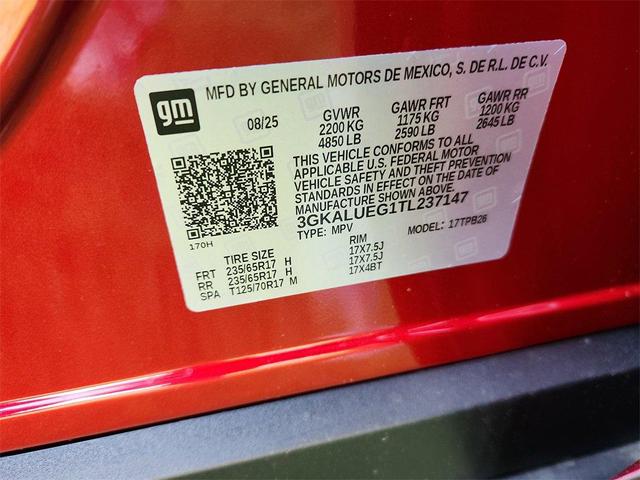 gm
MFD BY GENERAL MOTORS DE MEXICO, S. DE R.L. DE C.V.
08/25
GVWR GAWR FRT GAWR RR
2200 KG 1175 KG 1200 KG
4850 LB 2590 LB 2645 LB
THIS VEHICLE CONFORMS TO ALL
APPLICABLE U.S. FEDERAL MOTOR
VEHICLE SAFETY AND THEFT PREVENTION
STANDARDS IN EFFECT ON THE DATE OF
MANUFACTURE SHOWN ABOVE.
3GKALUEG1TL237147
170H
TYPE: MPV MODEL: 17TPB26
TIRE SIZE RIM
FRT 235/65R17 H 17X7.5J
RR 235/65R17 H 17X7.5J
SPA T125/70R17 M 17X4BT